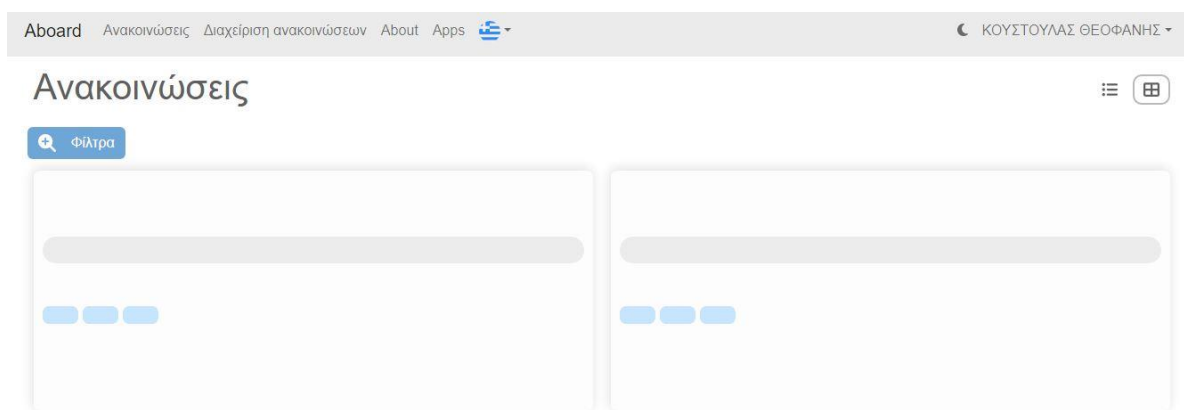 Aboard Ανακοινώσεις Διαχείριση ανακοινώσεων About Apps ΚΟΥΣΤΟΥΛΑΣ ΘΕΟΦΑΝΗΣ
Ανακοινώσεις
Φίλτρα